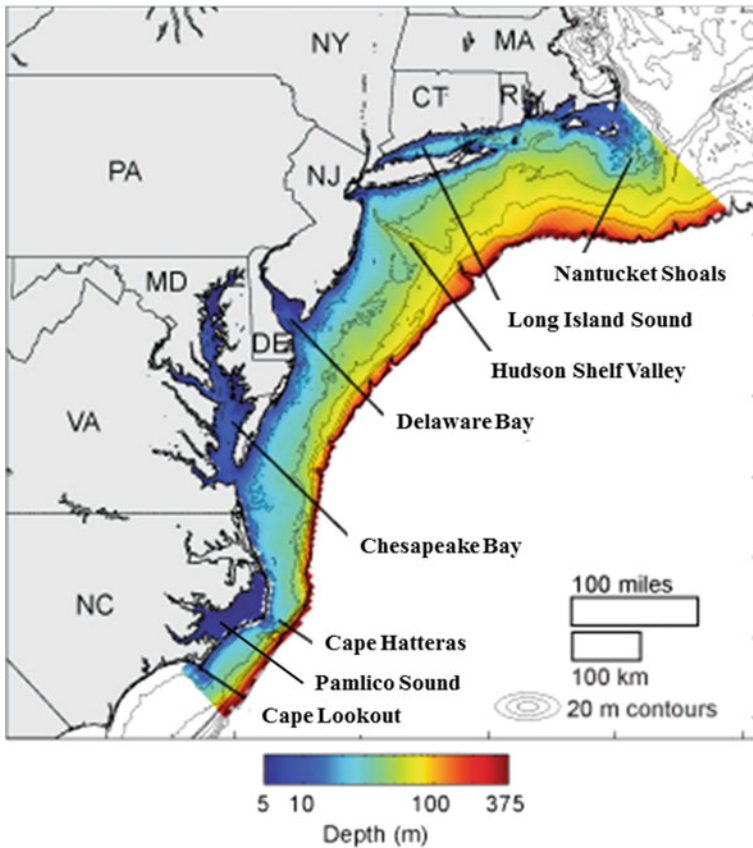 NY
MA
CT
RI
PA
NJ
MD
DE
VA
NC
Nantucket Shoals
Long Island Sound
Hudson Shelf Valley
Delaware Bay
Chesapeake Bay
Cape Hatteras
Pamlico Sound
Cape Lookout
100 miles
100 km
20 m contours
5 10 100 375
Depth (m)